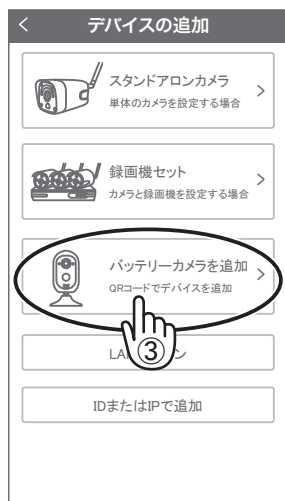 < デバイスの追加
スタンドアロンカメラ
単体のカメラを設定する場合
録画機セット
カメラと録画機を設定する場合
バッテリーカメラを追加
QRコードでデバイスを追加
③
IDまたはIPで追加